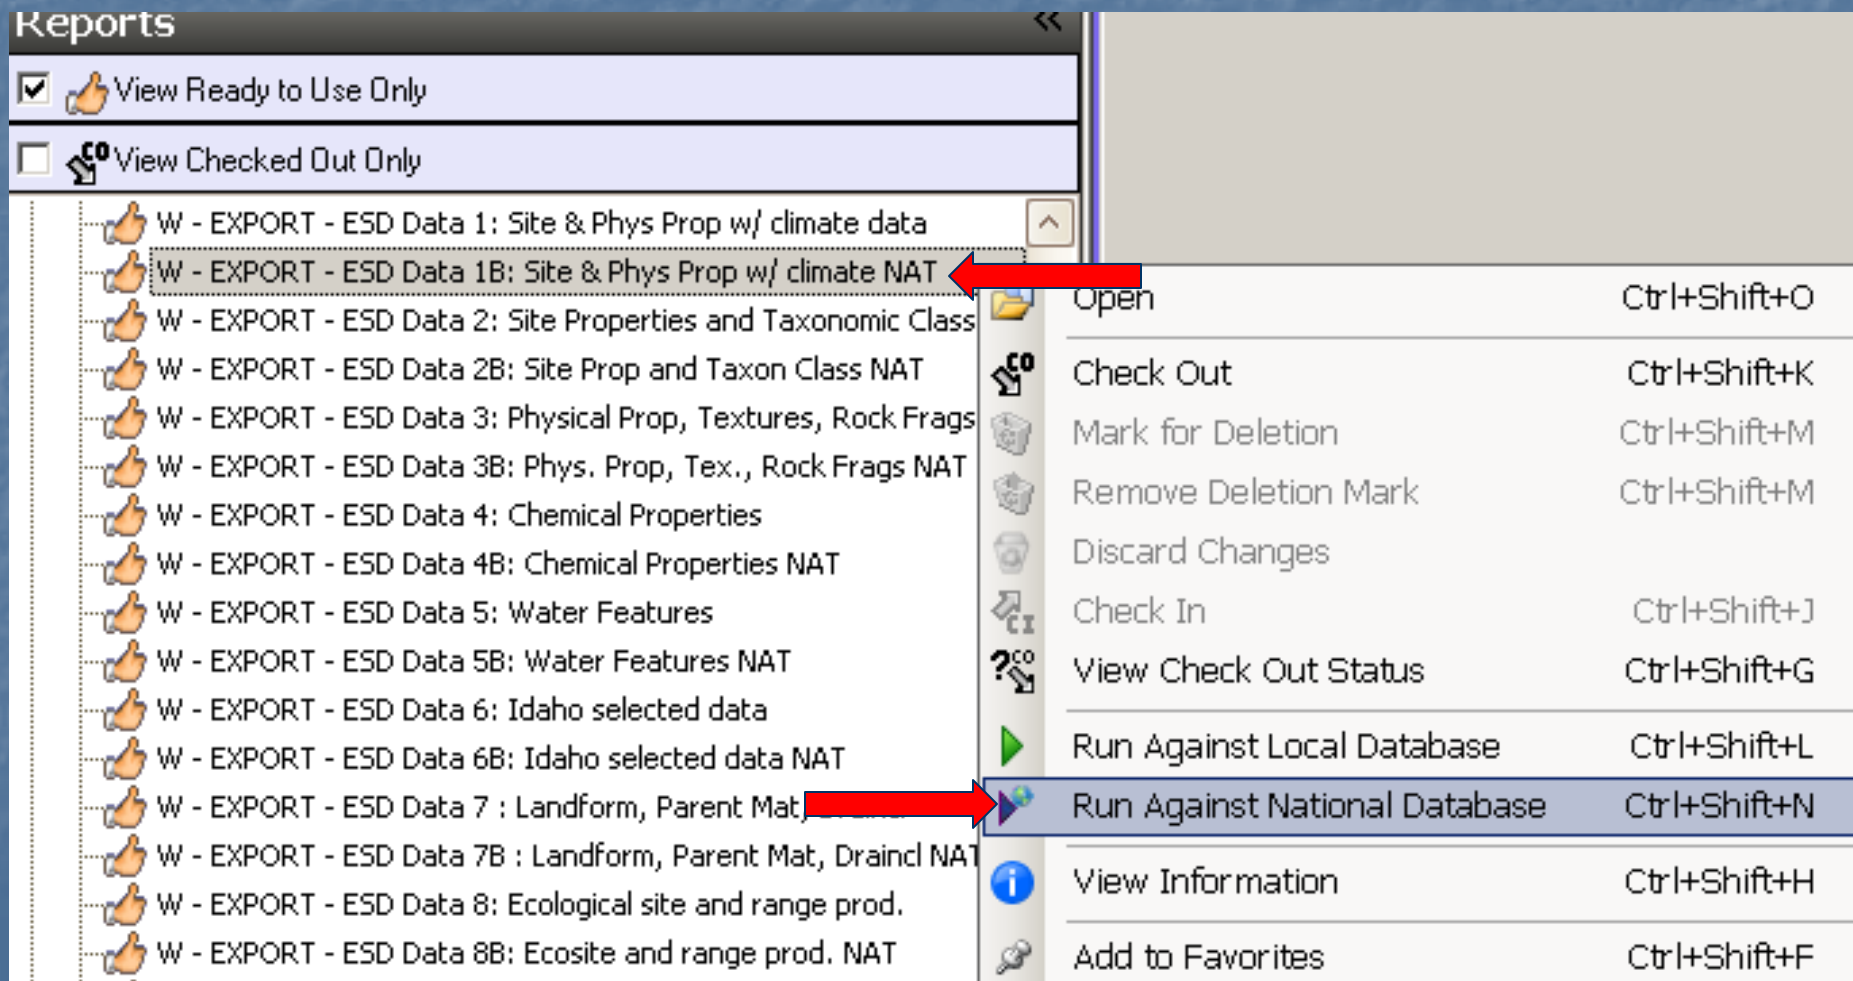 Reports «
View Ready to Use Only
CO View Checked Out Only
W - EXPORT - ESD Data 1: Site & Phys Prop w/ climate data
W - EXPORT - ESD Data 1B: Site & Phys Prop w/ climate NAT
W - EXPORT - ESD Data 2: Site Properties and Taxonomic Class
W - EXPORT - ESD Data 2B: Site Prop and Taxon Class NAT
W - EXPORT - ESD Data 3: Physical Prop, Textures, Rock Frags
W - EXPORT - ESD Data 3B: Phys. Prop, Tex., Rock Frags NAT
W - EXPORT - ESD Data 4: Chemical Properties
W - EXPORT - ESD Data 4B: Chemical Properties NAT
W - EXPORT - ESD Data 5: Water Features
W - EXPORT - ESD Data 5B: Water Features NAT
W - EXPORT - ESD Data 6: Idaho selected data
W - EXPORT - ESD Data 6B: Idaho selected data NAT
W - EXPORT - ESD Data 7 : Landform, Parent Mat,
W - EXPORT - ESD Data 7B : Landform, Parent Mat, Draincl NAT
W - EXPORT - ESD Data 8: Ecological site and range prod.
W - EXPORT - ESD Data 8B: Ecosite and range prod. NAT
Open Ctrl+Shift+O
CO Check Out Ctrl+Shift+K
Mark for Deletion Ctrl+Shift+M
Remove Deletion Mark Ctrl+Shift+M
Discard Changes
CI Check In Ctrl+Shift+J
?CO View Check Out Status Ctrl+Shift+G
Run Against Local Database Ctrl+Shift+L
Run Against National Database Ctrl+Shift+N
i View Information Ctrl+Shift+H
Add to Favorites Ctrl+Shift+F